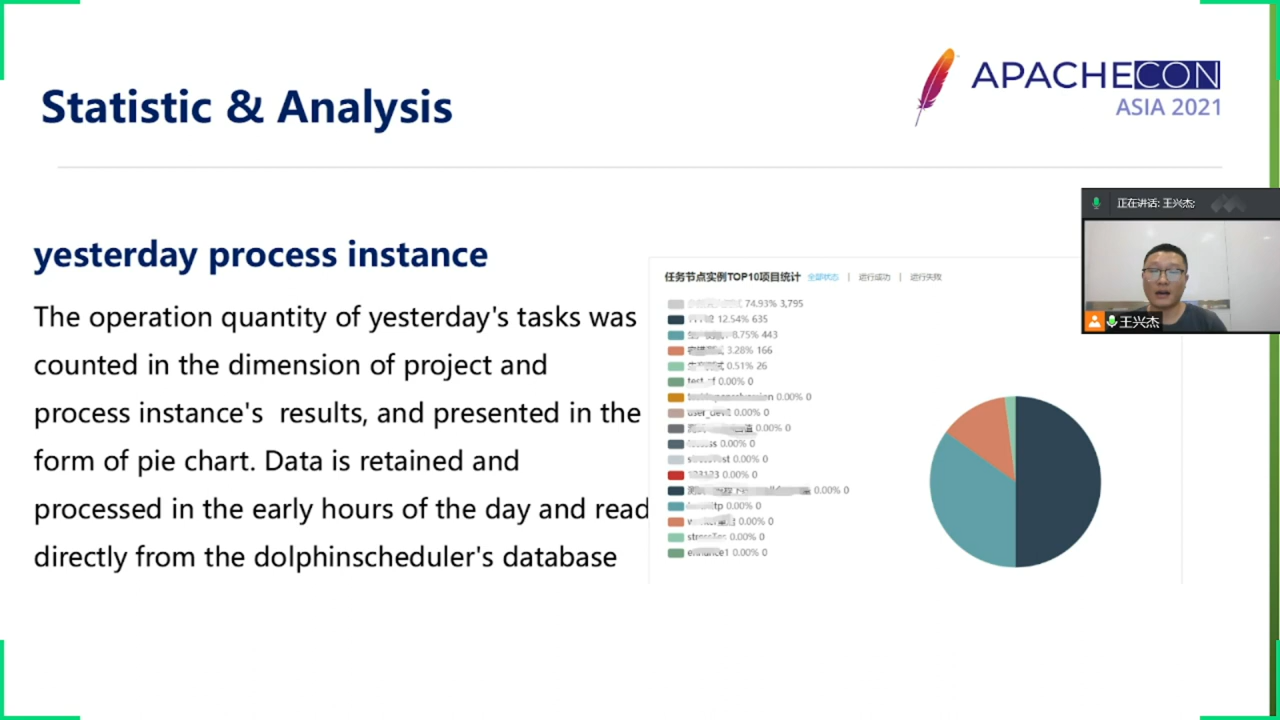 APACHECON
ASIA 2021
Statistic & Analysis
正在讲话: 王兴杰:
王兴杰
yesterday process instance
The operation quantity of yesterday's tasks was
counted in the dimension of project and
process instance's results, and presented in the
form of pie chart. Data is retained and
processed in the early hours of the day and read
directly from the dolphinscheduler's database
任务节点实例TOP10项目统计 全部状态 | 运行成功 | 运行失败
74.93% 3,795
12.54% 635
8.75% 443
3.28% 166
0.51% 26
0.00% 0
0.00% 0
user_dev1 0.00% 0
0.00% 0
0.00% 0
0.00% 0
123123 0.00% 0
0.00% 0
0.00% 0
0.00% 0
0.00% 0
0.00% 0